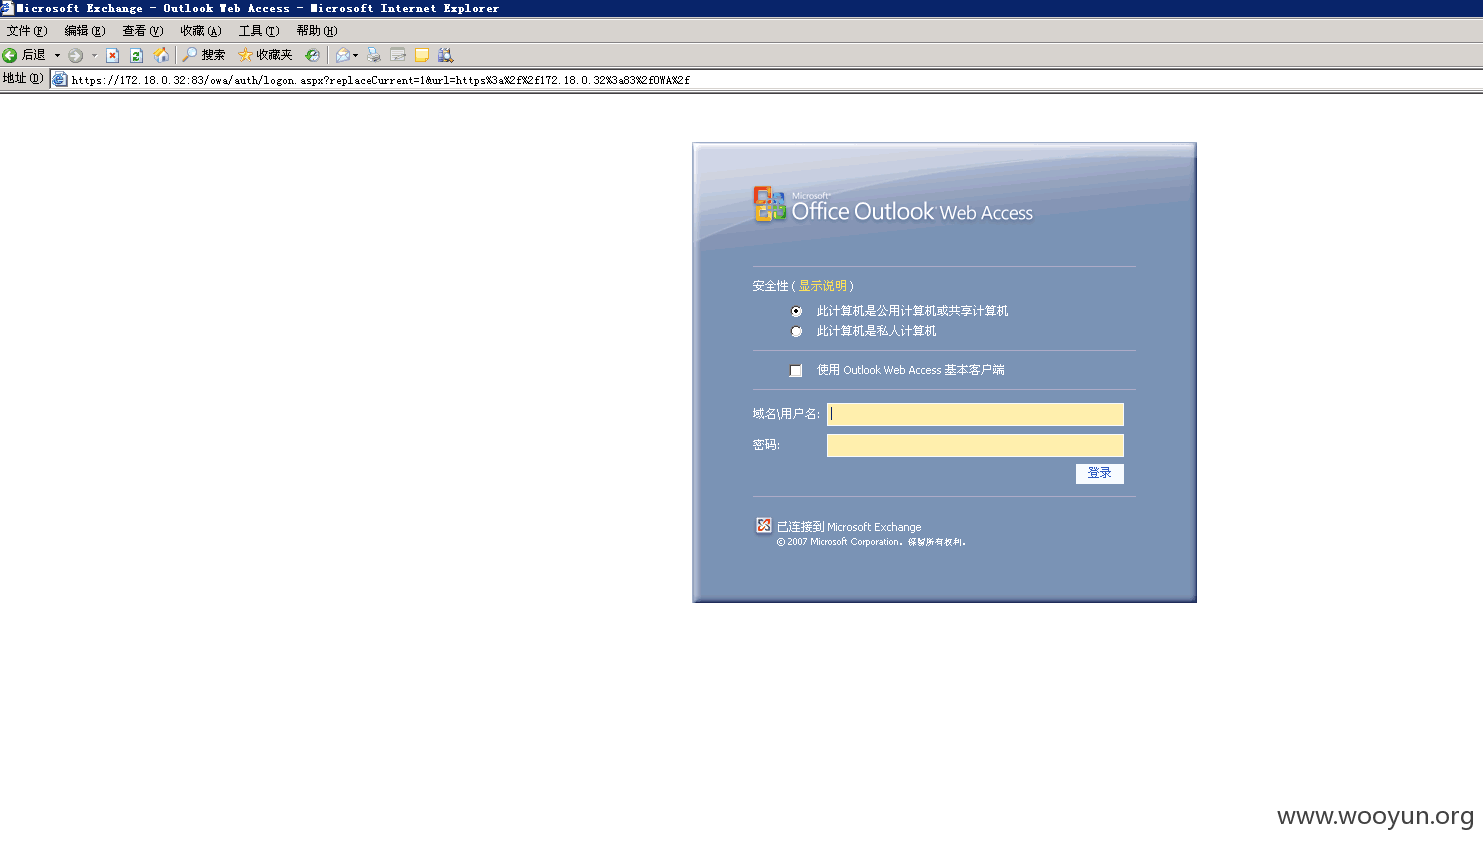 Microsoft Exchange - Outlook Web Access - Microsoft Internet Explorer
文件(F) 编辑(E) 查看(V) 收藏(A) 工具(T) 帮助(H)
后退 搜索 收藏夹
地址(D) https://172.18.0.32:83/owa/auth/logon.aspx?replaceCurrent=1&url=https%3a%2f%2f172.18.0.32%3a83%2fOWA%2f
Microsoft
Office Outlook Web Access
安全性 ( 显示说明 )
此计算机是公用计算机或共享计算机
此计算机是私人计算机
使用 Outlook Web Access 基本客户端
域名\用户名:
密码:
登录
已连接到 Microsoft Exchange
© 2007 Microsoft Corporation。保留所有权利。
www.wooyun.org